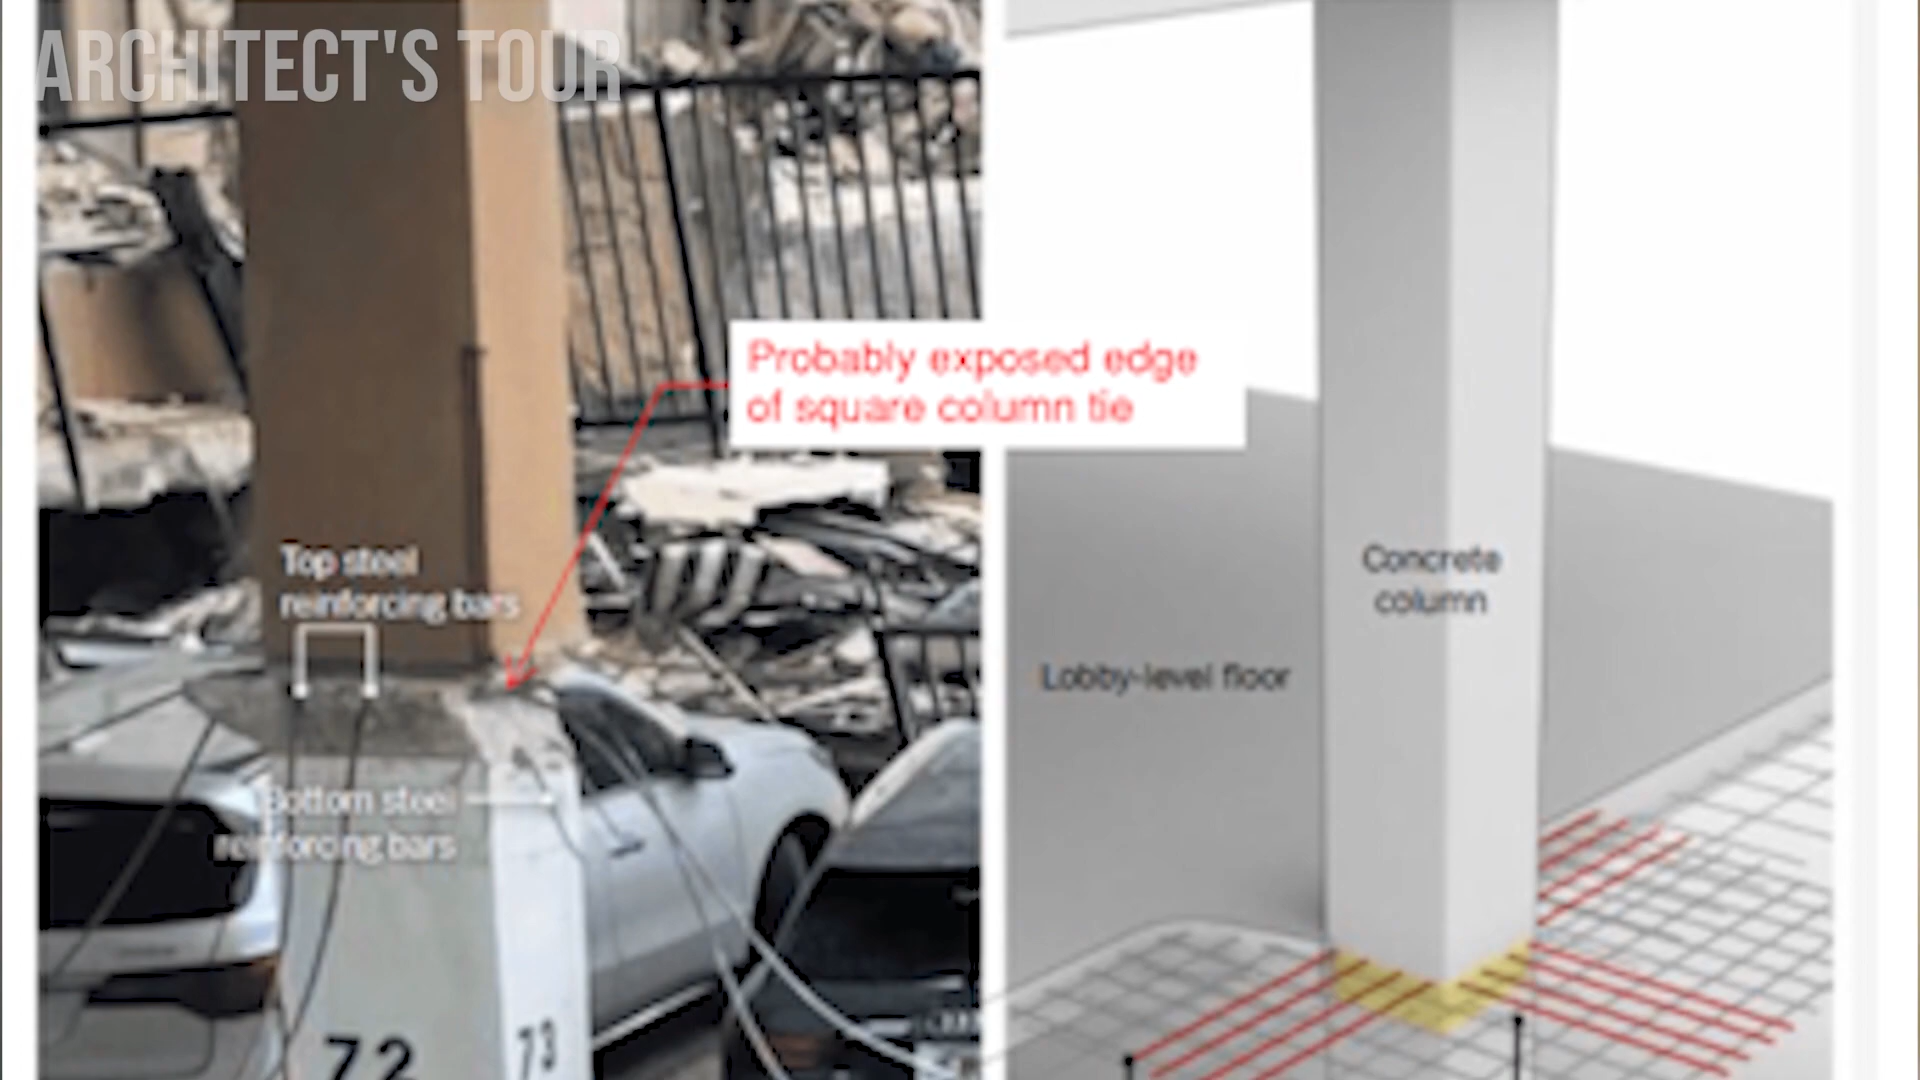 ARCHITECT'S TOUR
Probably exposed edge
of square column tie
Top steel
reinforcing bars
Bottom steel
reinforcing bars
72
73
Concrete
column
Lobby-level floor